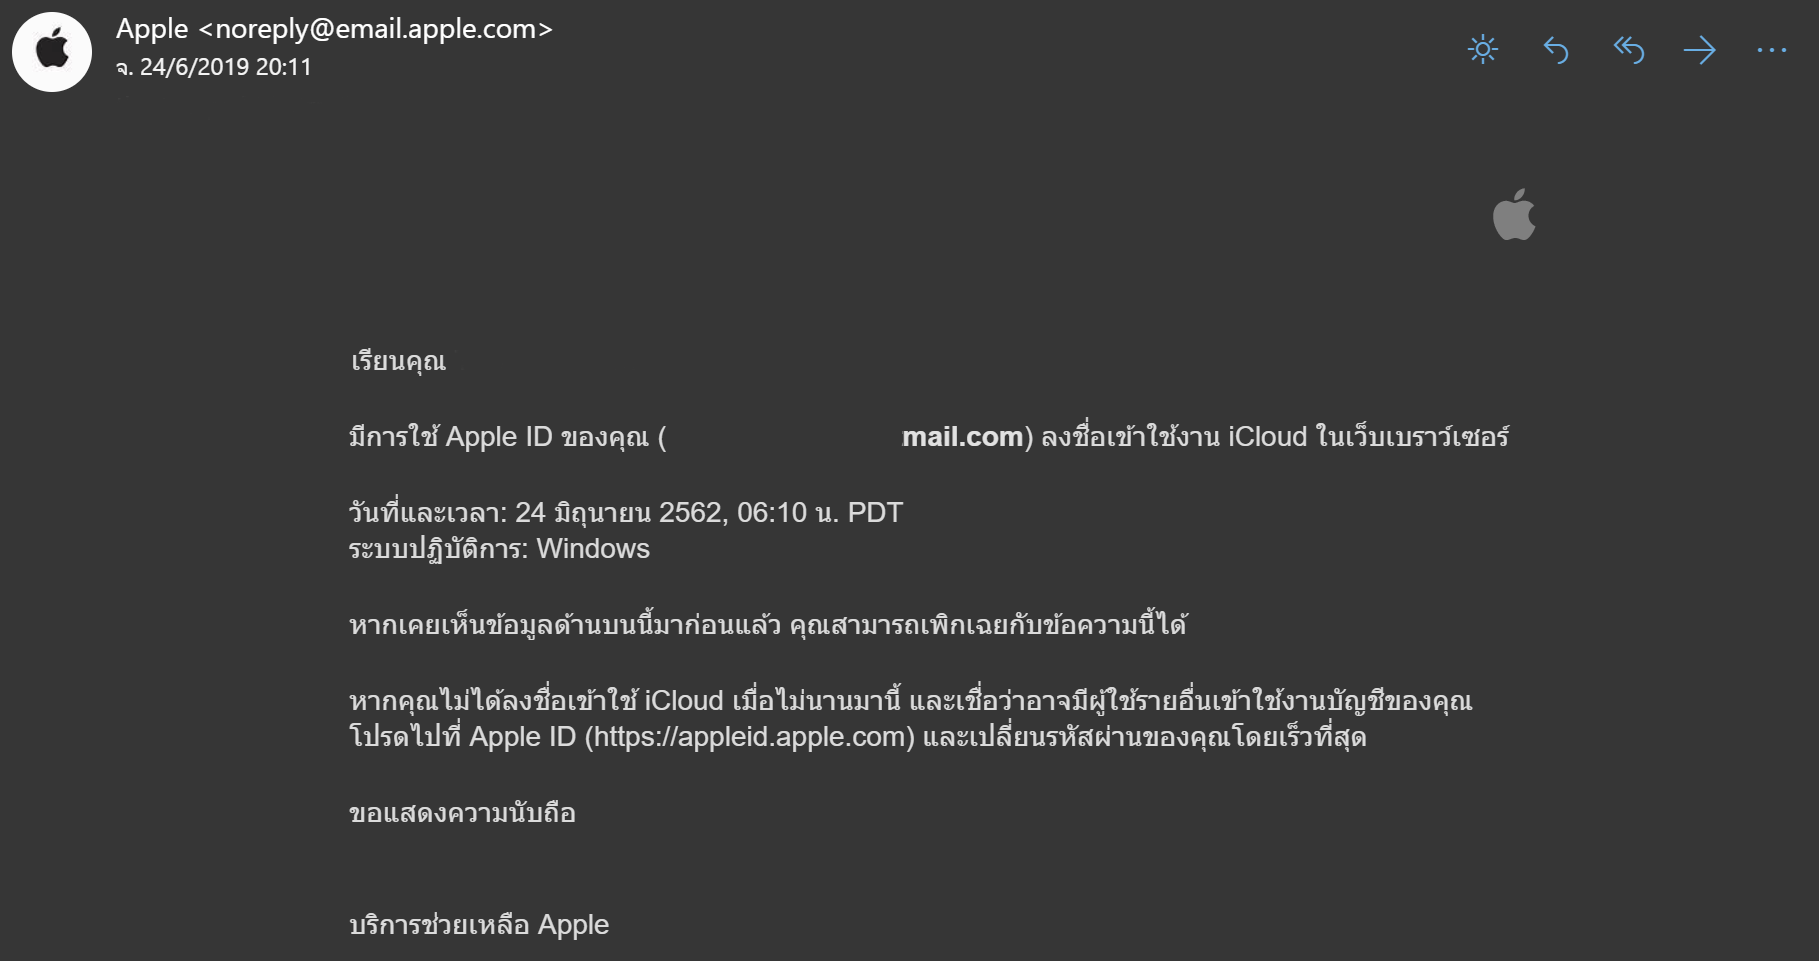 Apple <noreply@email.apple.com>
จ. 24/6/2019 20:11
เรียนคุณ
มีการใช้ Apple ID ของคุณ ( mail.com) ลงชื่อเข้าใช้งาน iCloud ในเว็บเบราว์เซอร์
วันที่และเวลา: 24 มิถุนายน 2562, 06:10 น. PDT
ระบบปฏิบัติการ: Windows
หากเคยเห็นข้อมูลด้านบนนี้มาก่อนแล้ว คุณสามารถเพิกเฉยกับข้อความนี้ได้
หากคุณไม่ได้ลงชื่อเข้าใช้ iCloud เมื่อไม่นานมานี้ และเชื่อว่าอาจมีผู้ใช้รายอื่นเข้าใช้งานบัญชีของคุณ
โปรดไปที่ Apple ID (https://appleid.apple.com) และเปลี่ยนรหัสผ่านของคุณโดยเร็วที่สุด
ขอแสดงความนับถือ
บริการช่วยเหลือ Apple